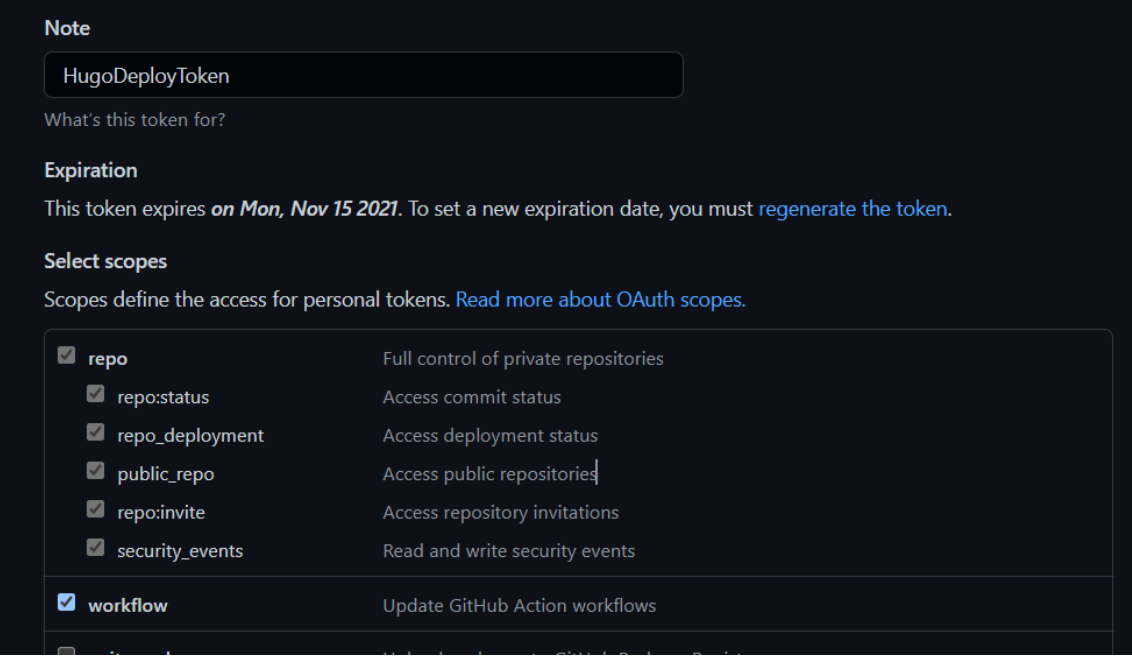 Note
HugoDeployToken
What's this token for?
Expiration
This token expires on Mon, Nov 15 2021. To set a new expiration date, you must regenerate the token.
Select scopes
Scopes define the access for personal tokens. Read more about OAuth scopes.
repo Full control of private repositories
repo:status Access commit status
repo_deployment Access deployment status
public_repo Access public repositories
repo:invite Access repository invitations
security_events Read and write security events
workflow Update GitHub Action workflows